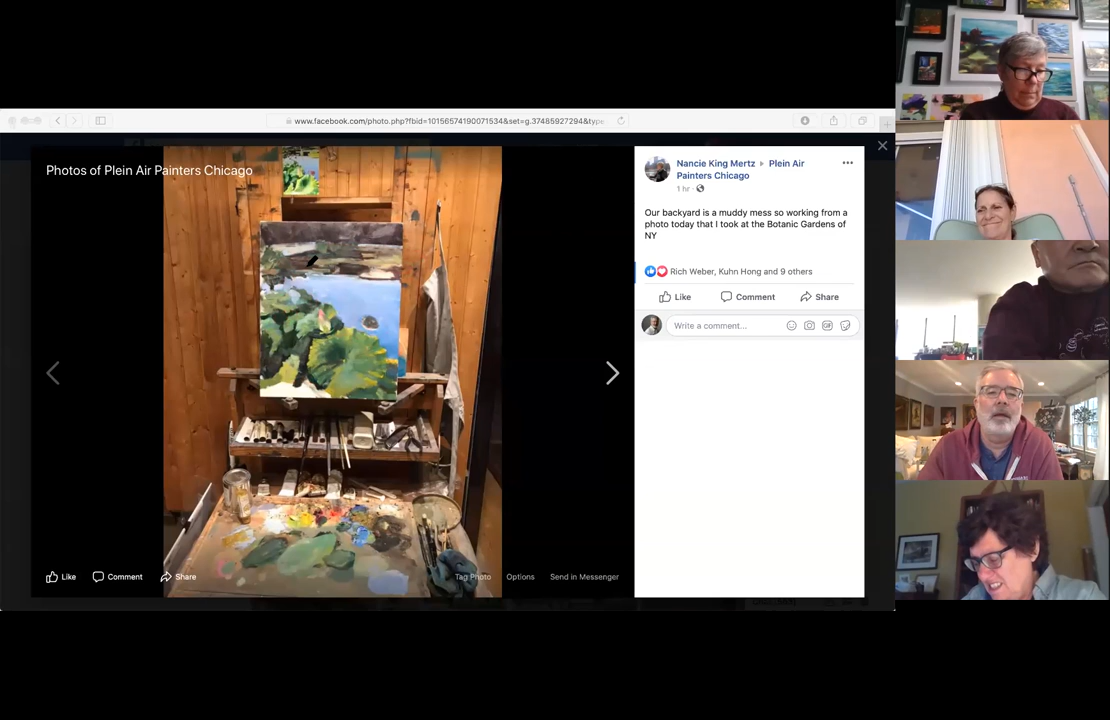 www.facebook.com/photo.php?fbid=10156574190071534&set=g.37485927294&type
Photos of Plein Air Painters Chicago
Nancie King Mertz ▸ Plein Air
Painters Chicago
1 hr ·
Our backyard is a muddy mess so working from a
photo today that I took at the Botanic Gardens of
NY
Rich Weber, Kuhn Hong and 9 others
Like Comment Share
Write a comment...
GIF
Like Comment Share
Tag Photo Options Send in Messenger